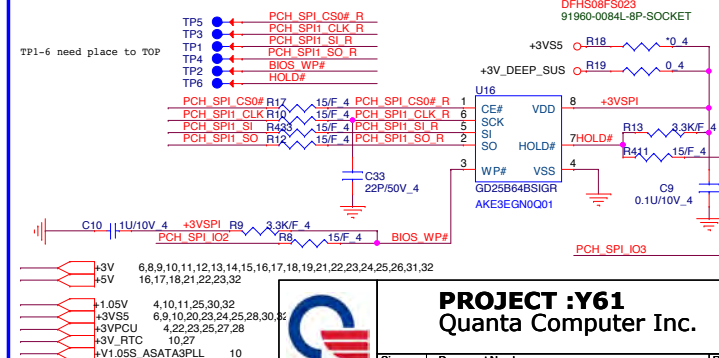 DFHS08FS023
91960-0084L-8P-SOCKET
TP5 PCH_SPI_CS0#_R
TP3 PCH_SPI1_CLK_R
TP1 PCH_SPI1_SI_R
TP4 PCH_SPI1_SO_R
TP2 BIOS_WP#
TP6 HOLD#
TP1-6 need place to TOP
+3VS5 R18 *0_4
+3V_DEEP_SUS R19 0_4
U16
PCH_SPI_CS0# R17 15/F_4 PCH_SPI_CS0#_R 1 CE# VDD 8 +3VSPI
PCH_SPI1_CLK R10 15/F_4 PCH_SPI1_CLK_R 6 SCK
PCH_SPI1_SI R433 15/F_4 PCH_SPI1_SI_R 5 SI
PCH_SPI1_SO R12 15/F_4 PCH_SPI1_SO_R 2 SO HOLD# 7 HOLD#
R13 3.3K/F_4
R411 15/F_4
3 WP# VSS 4
C33
22P/50V_4
GD25B64BSIGR
AKE3EGN0Q01
C9
0.1U/10V_4
C10 1U/10V_4 +3VSPI R9 3.3K/F_4
PCH_SPI_IO2 R8 15/F_4 BIOS_WP#
PCH_SPI_IO3
+3V 6,8,9,10,11,12,13,14,15,16,17,18,19,21,22,23,24,25,26,31,32
+5V 16,17,18,21,22,23,32
+1.05V 4,10,11,25,30,32
+3VS5 6,9,10,20,23,24,25,28,30,32
+3VPCU 4,22,23,25,27,28
+3V_RTC 10,27
+V1.05S_ASATA3PLL 10
PROJECT :Y61
Quanta Computer Inc.